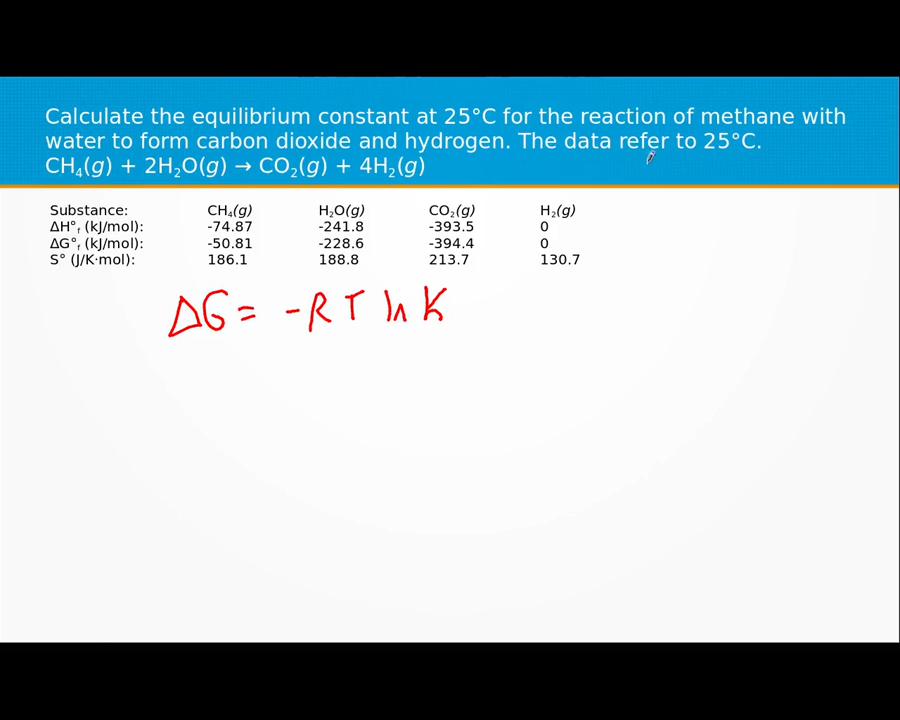 Calculate the equilibrium constant at 25°C for the reaction of methane with
water to form carbon dioxide and hydrogen. The data refer to 25°C.
CH₄(g) + 2H₂O(g) → CO₂(g) + 4H₂(g)
Substance: CH₄(g) H₂O(g) CO₂(g) H₂(g)
ΔH°f (kJ/mol): -74.87 -241.8 -393.5 0
ΔG°f (kJ/mol): -50.81 -228.6 -394.4 0
S° (J/K·mol): 186.1 188.8 213.7 130.7
ΔG = -RT ln K